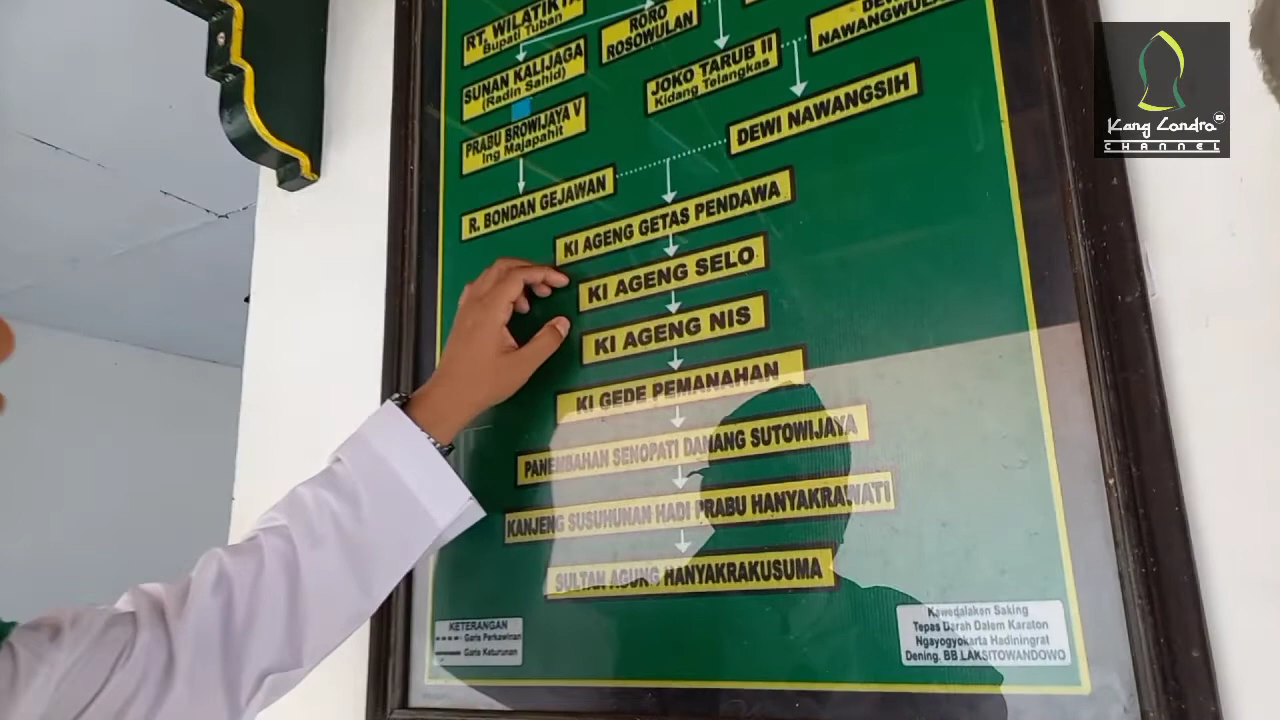 RT. WILATIKTA
Bupati Tuban
RORO
ROSOWULAN
NAWANGWULAN
SUNAN KALIJAGA
(Radin Sahid)
JOKO TARUB II
Kidang Telangkas
PRABU BROWIJAYA V
Ing Majapahit
DEWI NAWANGSIH
R. BONDAN GEJAWAN
KI AGENG GETAS PENDAWA
KI AGENG SELO
KI AGENG NIS
KI GEDE PEMANAHAN
PANEMBAHAN SENOPATI DANANG SUTOWIJAYA
KANJENG SUSUHUNAN HADI PRABU HANYAKRAWATI
SULTAN AGUNG HANYAKRAKUSUMA
KETERANGAN
Garis Perkawinan
Garis Keturunan
Kawedalaken Saking
Tepas Darah Dalem Karaton
Ngayogyokarta Hadiningrat
Dening. BB.LAKSITOWANDOWO
Kang Londro
CHANNEL